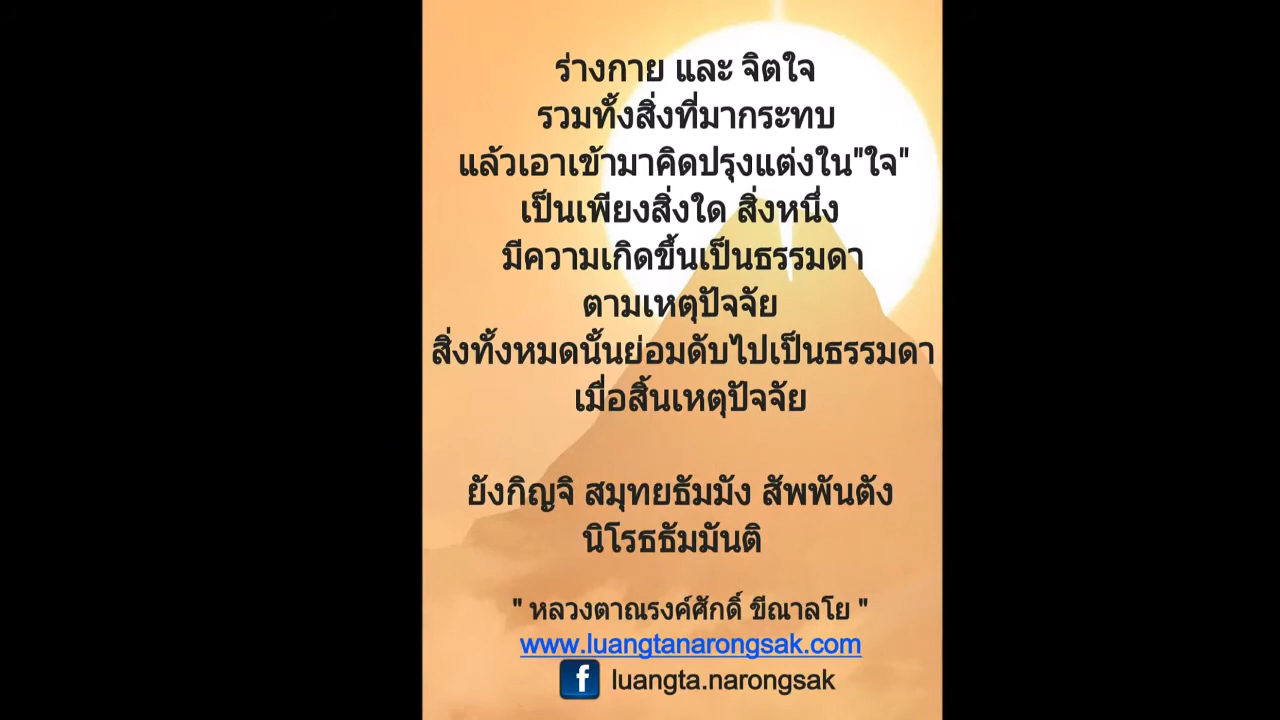 ร่างกาย และ จิตใจ
รวมทั้งสิ่งที่มากระทบ
แล้วเอาเข้ามาคิดปรุงแต่งใน"ใจ"
เป็นเพียงสิ่งใด สิ่งหนึ่ง
มีความเกิดขึ้นเป็นธรรมดา
ตามเหตุปัจจัย
สิ่งทั้งหมดนั้นย่อมดับไปเป็นธรรมดา
เมื่อสิ้นเหตุปัจจัย
ยังกิญจิ สมุทยธัมมัง สัพพันตัง
นิโรธธัมมันติ
" หลวงตาณรงค์ศักดิ์ ขีณาลโย "
www.luangtanarongsak.com
f luangta.narongsak